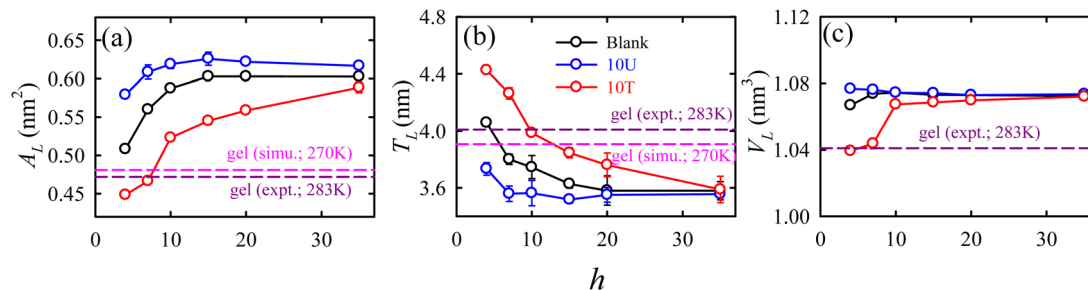 (a)
A_L (nm²)
0.65
0.60
0.55
0.50
0.45
gel (simu.; 270K)
gel (expt.; 283K)
0 10 20 30
(b)
T_L (nm)
4.8
4.4
4.0
3.6
Blank
10U
10T
gel (expt.; 283K)
gel (simu.; 270K)
0 10 20 30
h
(c)
V_L (nm³)
1.12
1.08
1.04
1.00
gel (expt.; 283K)
0 10 20 30